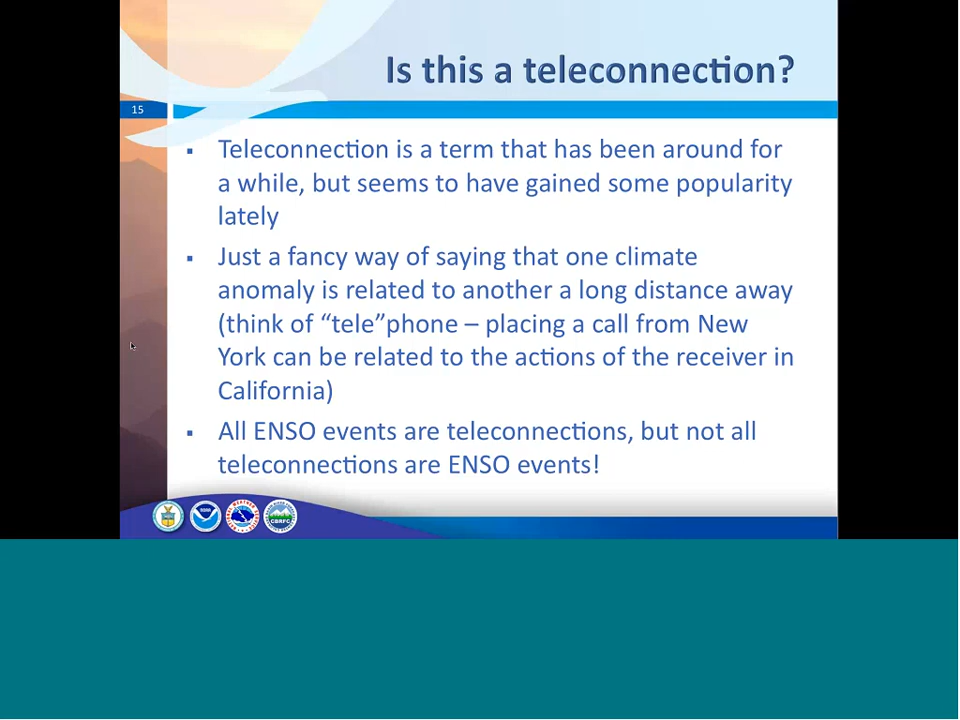 Is this a teleconnection?
15
▪ Teleconnection is a term that has been around for
a while, but seems to have gained some popularity
lately
▪ Just a fancy way of saying that one climate
anomaly is related to another a long distance away
(think of “tele”phone – placing a call from New
York can be related to the actions of the receiver in
California)
▪ All ENSO events are teleconnections, but not all
teleconnections are ENSO events!
NOAA
CBRFC